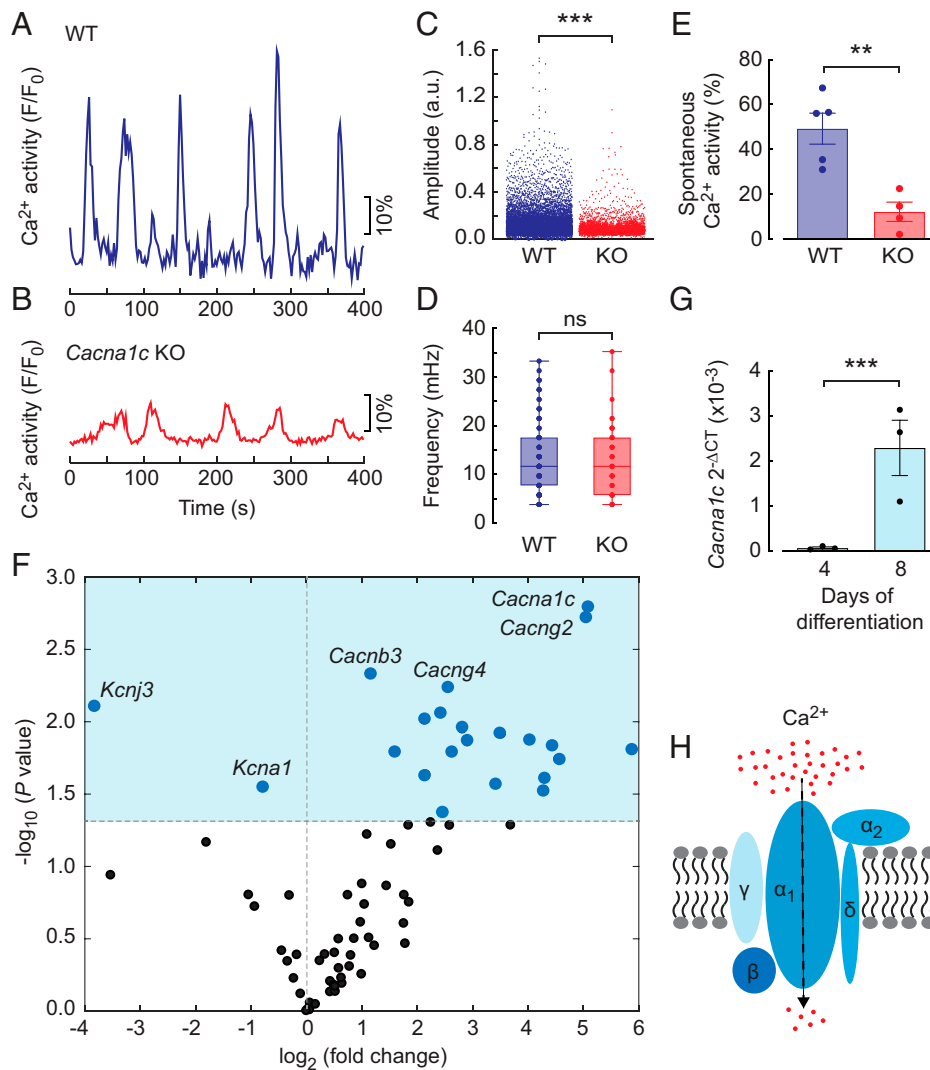 A
WT
Ca²⁺ activity (F/F₀)
10%
0 100 200 300 400
B
Cacna1c KO
Ca²⁺ activity (F/F₀)
10%
0 100 200 300 400
Time (s)
C
***
Amplitude (a.u.)
1.6
1.2
0.8
0.4
0.0
WT KO
D
ns
Frequency (mHz)
40
30
20
10
0
WT KO
E
**
Spontaneous
Ca²⁺ activity (%)
80
60
40
20
0
WT KO
G
***
Cacna1c 2^-ΔCT (x10⁻³)
4
3
2
1
0
4 8
Days of
differentiation
F
-log₁₀ (P value)
3.0
2.5
2.0
1.5
1.0
0.5
0.0
Cacna1c
Cacng2
Cacnb3
Cacng4
Kcnj3
Kcna1
-4 -3 -2 -1 0 1 2 3 4 5 6
log₂ (fold change)
H
Ca²⁺
α₂
γ
α₁
δ
β